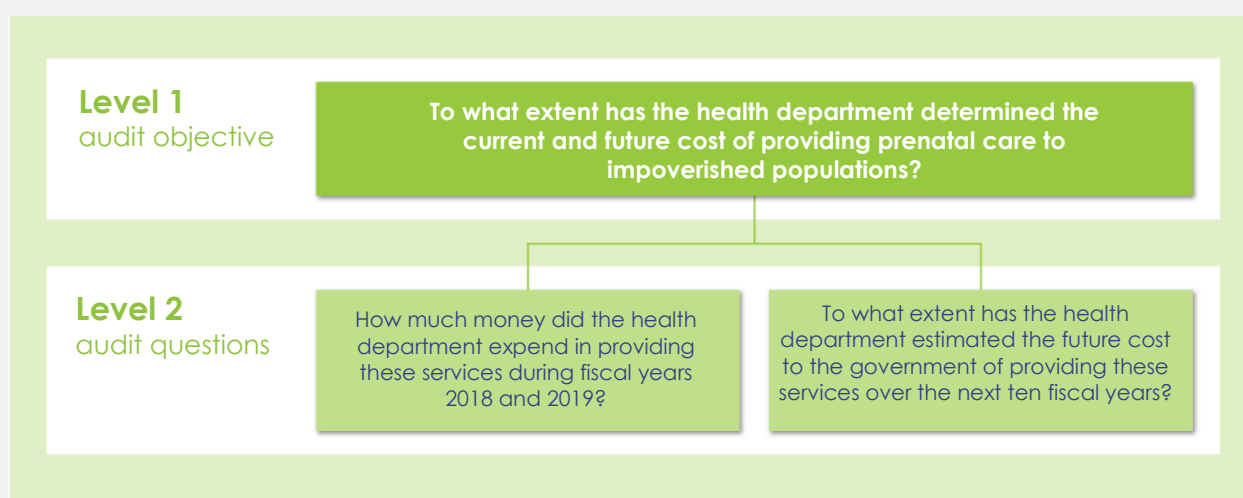 Level 1
audit objective
To what extent has the health department determined the
current and future cost of providing prenatal care to
impoverished populations?
Level 2
audit questions
How much money did the health
department expend in providing
these services during fiscal years
2018 and 2019?
To what extent has the health
department estimated the future cost
to the government of providing these
services over the next ten fiscal years?